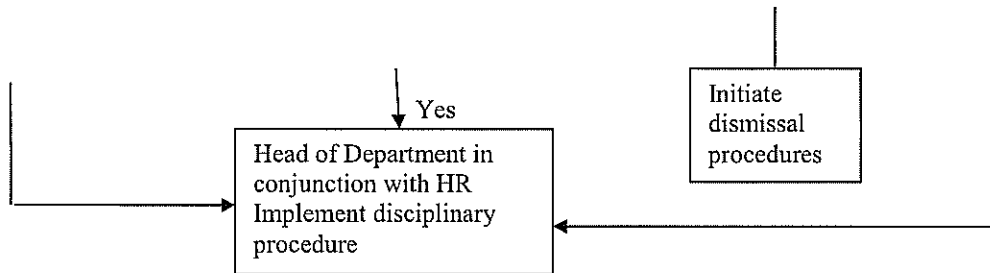 Yes
Head of Department in
conjunction with HR
Implement disciplinary
procedure
Initiate
dismissal
procedures